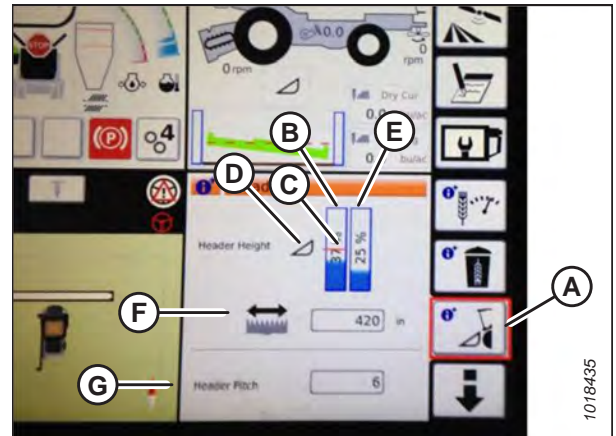 STOP
0.0
0 rpm
rpm
Dry Cur
0.0
bu/ac
B
E
4
D
C
Header Height
25 %
A
F
420 in
G
Header Pitch 6
1018435